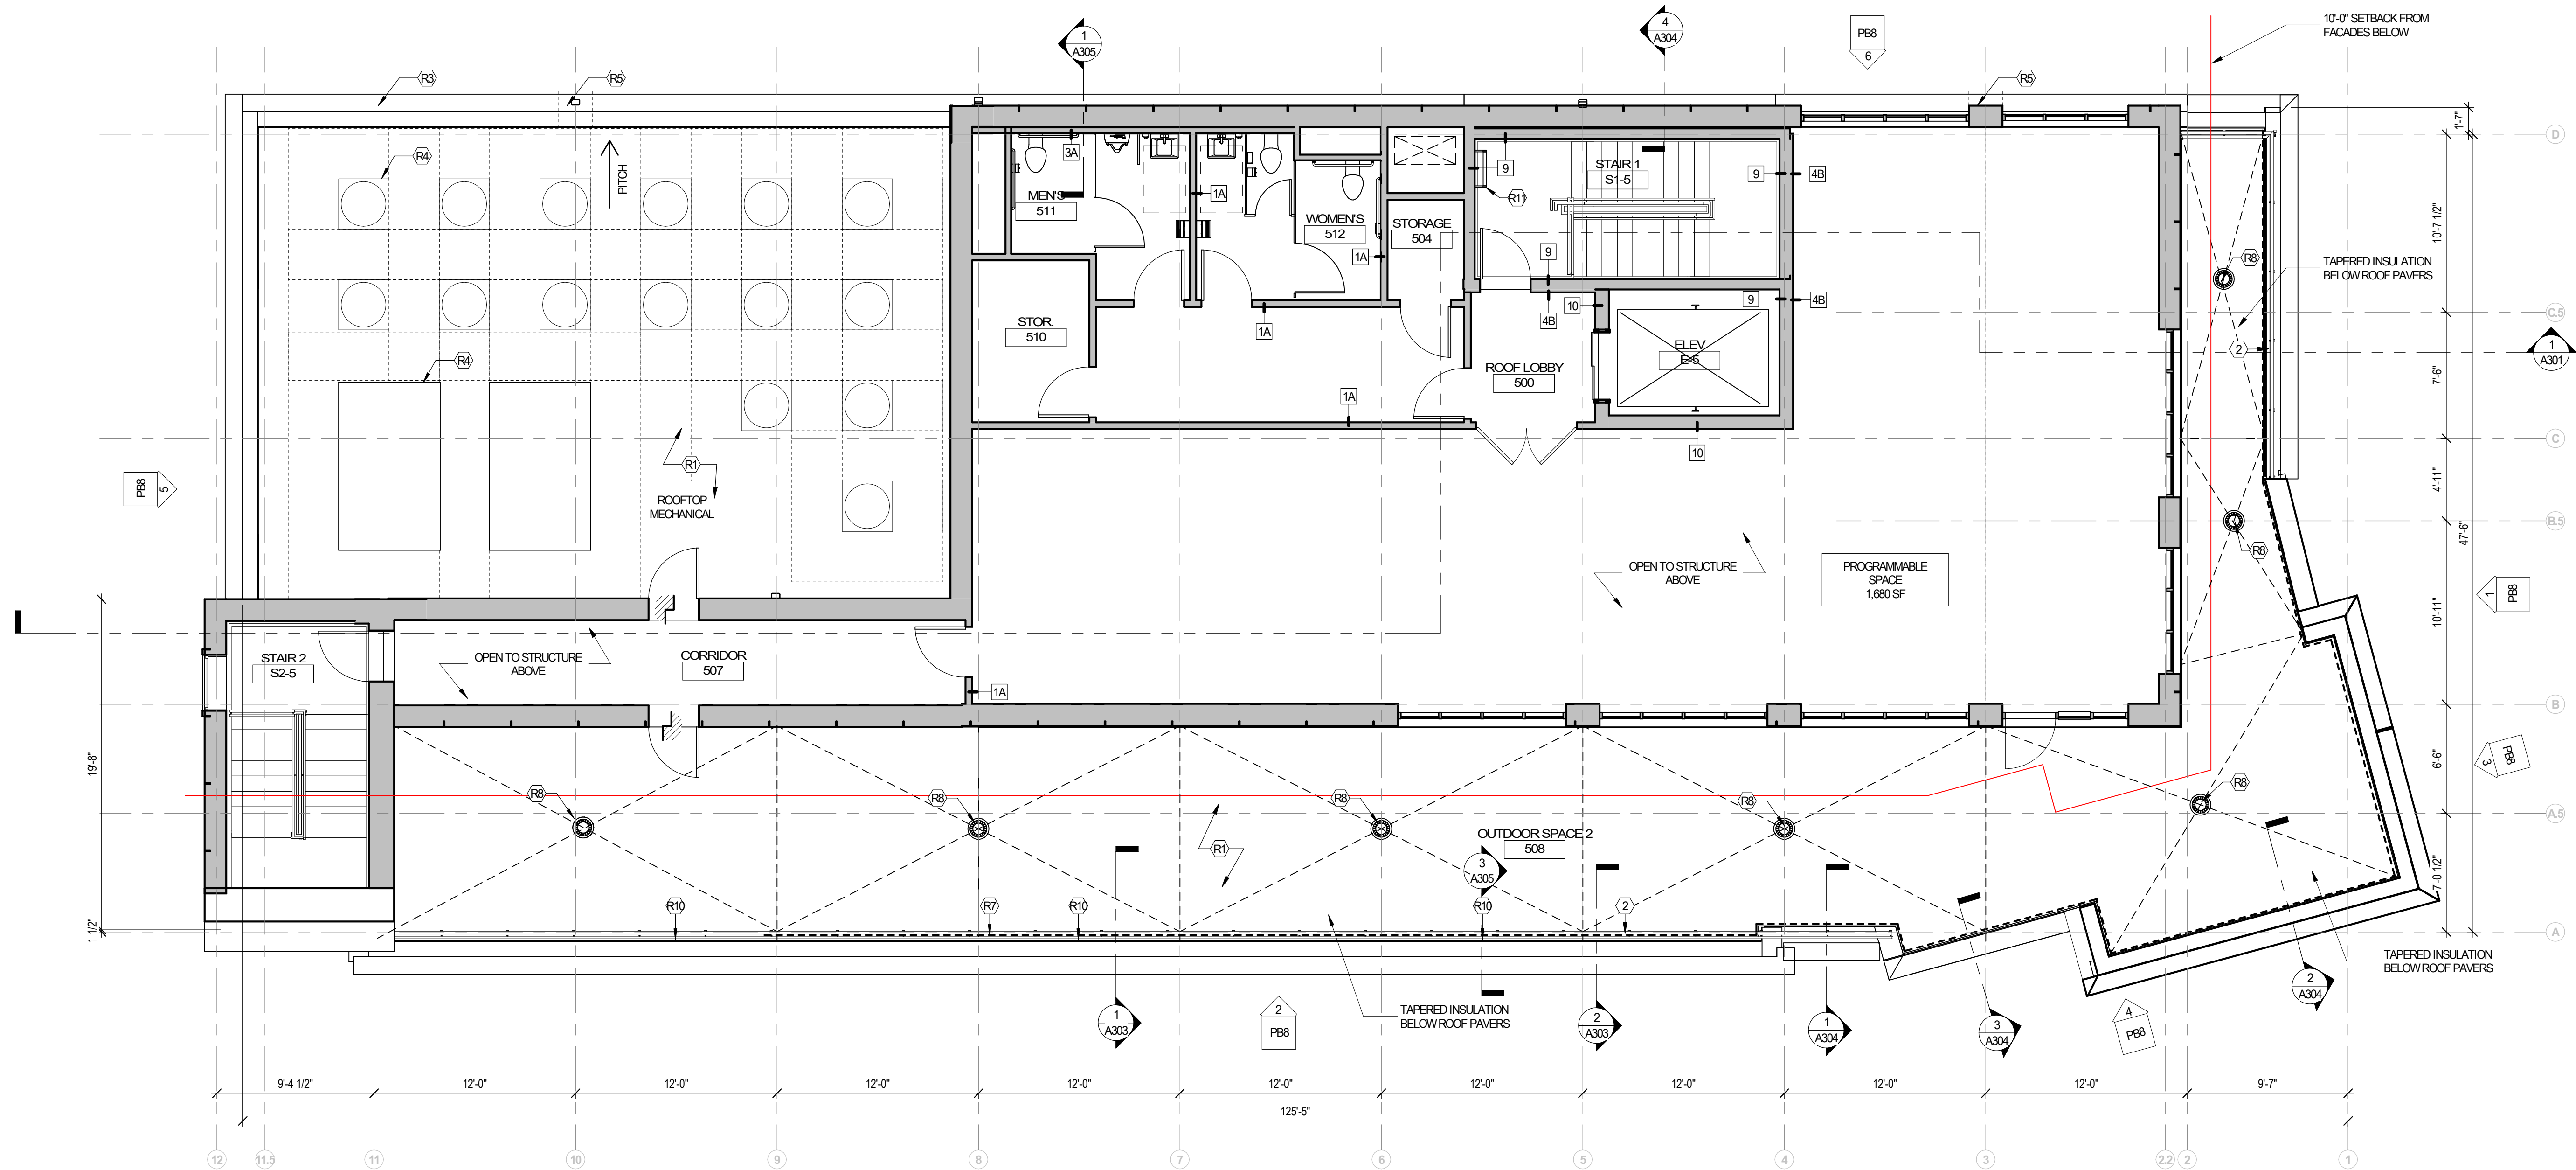 10'-0" SETBACK FROM
FACADES BELOW
1
A305
4
A304
PB8
6
R3
R5
R5
1'-7"
D
R4
PITCH
3A
MEN'S
511
1A
WOMEN'S
512
1A
STORAGE
504
9
R11
STAIR 1
S1-5
9
4B
10'-7 1/2"
R8
TAPERED INSULATION
BELOW ROOF PAVERS
9
4B
10
9
4B
C.5
STOR.
510
1A
ELEV
E-5
2
1
A301
R4
ROOF LOBBY
500
7'-6"
1A
C
10
R1
PB8
5
ROOFTOP
MECHANICAL
4'-11"
B.5
R8
47'-6"
OPEN TO STRUCTURE
ABOVE
PROGRAMMABLE
SPACE
1,680 SF
1
PB8
10'-11"
STAIR 2
S2-5
OPEN TO STRUCTURE
ABOVE
CORRIDOR
507
1A
B
19'-8"
6'-6"
3
PB8
R8
R8
R8
R8
R8
A.5
OUTDOOR SPACE 2
508
R1
3
A305
7'-0 1/2"
R10
R7
R10
R10
2
1 1/2"
A
TAPERED INSULATION
BELOW ROOF PAVERS
2
A304
TAPERED INSULATION
BELOW ROOF PAVERS
1
A303
2
PB8
2
A303
1
A304
3
A304
4
PB8
9'-4 1/2"
12'-0"
12'-0"
12'-0"
12'-0"
12'-0"
12'-0"
12'-0"
12'-0"
12'-0"
9'-7"
125'-5"
12
11.5
11
10
9
8
7
6
5
4
3
2.2
2
1